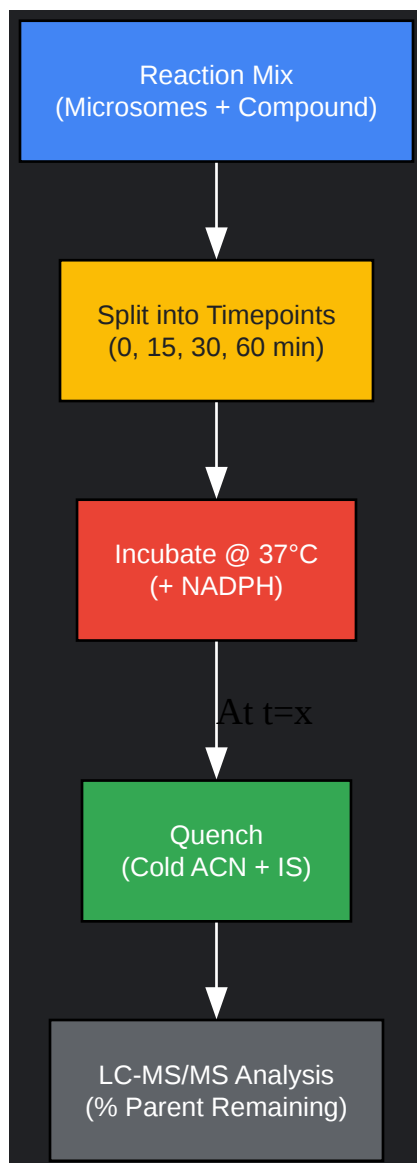 Reaction Mix
(Microsomes + Compound)
Split into Timepoints
(0, 15, 30, 60 min)
Incubate @ 37°C
(+ NADPH)
At t=x
Quench
(Cold ACN + IS)
LC-MS/MS Analysis
(% Parent Remaining)